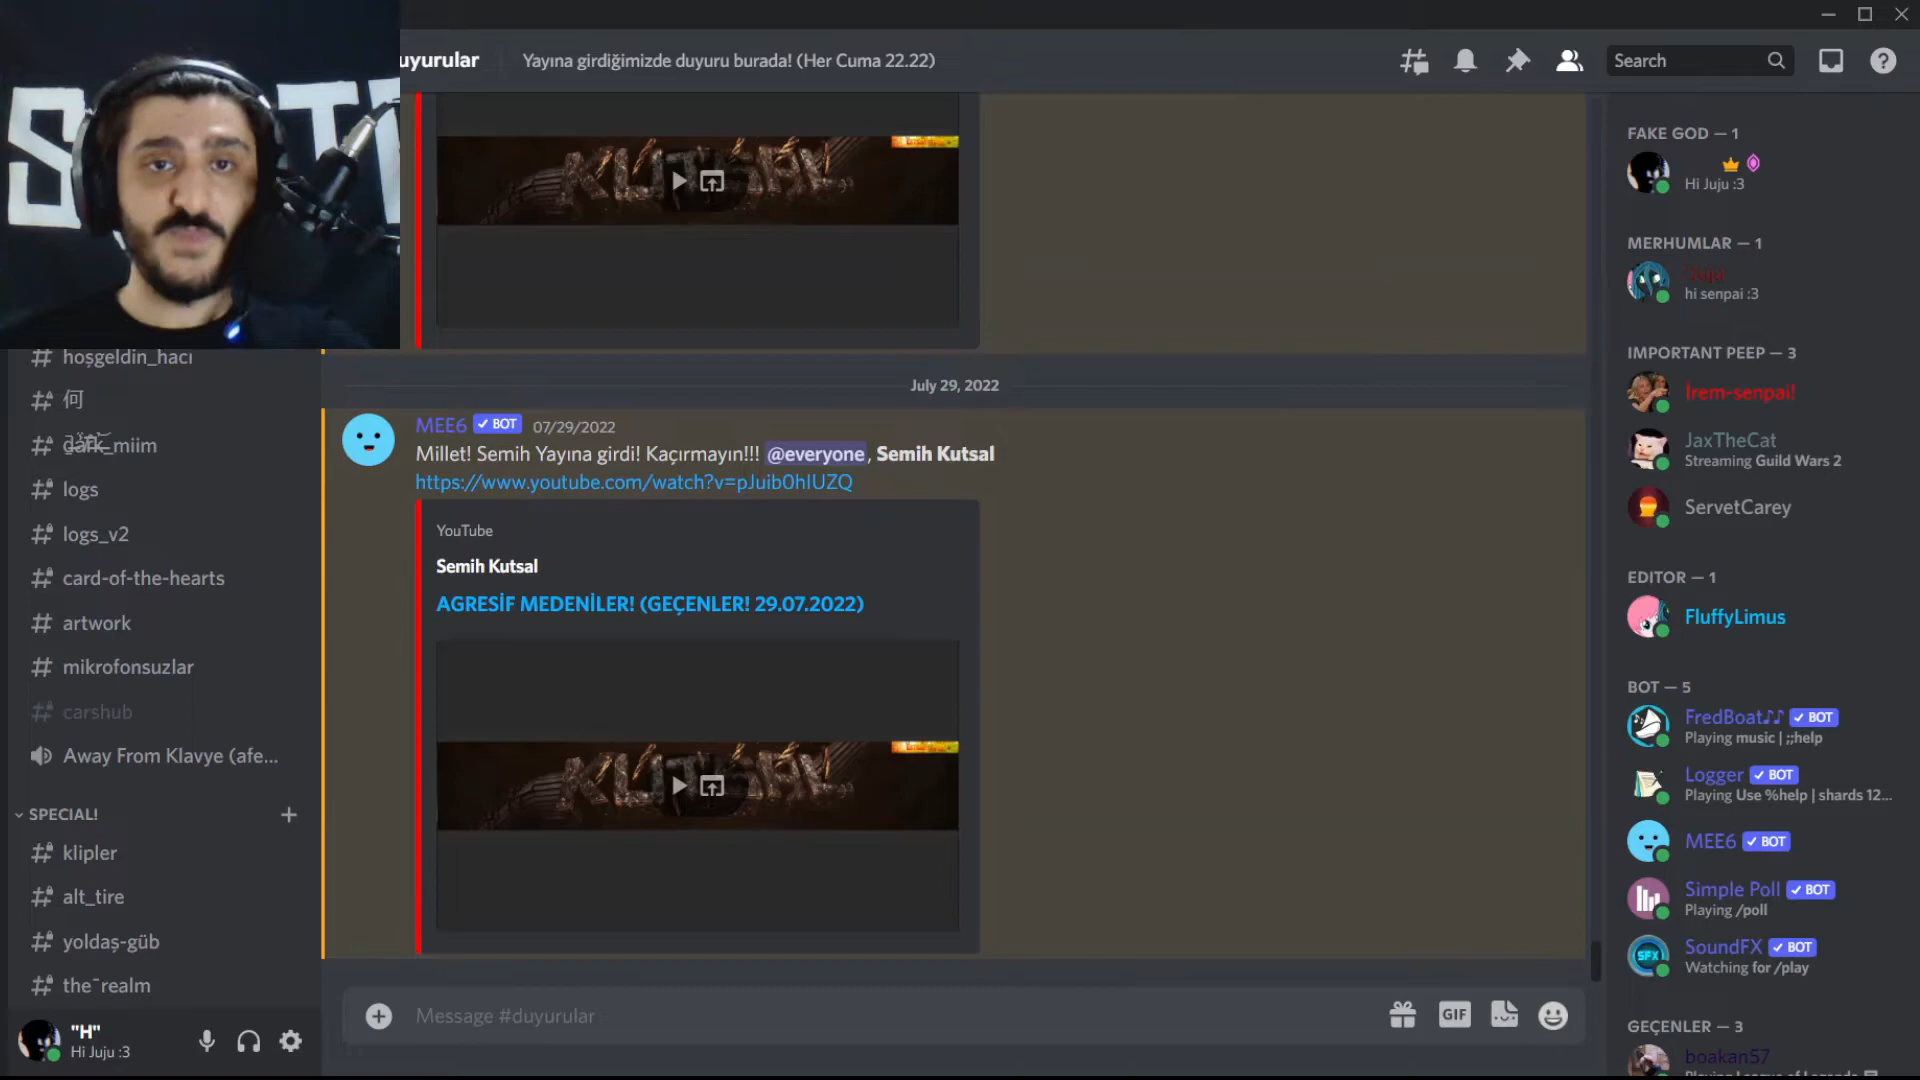 uyurular
Yayına girdiğimizde duyuru burada! (Her Cuma 22.22)
Search
hoşgeldin_hacı
何
logs
logs_v2
card-of-the-hearts
artwork
mikrofonsuzlar
carshub
Away From Klavye (afe...
SPECIAL!
klipler
alt_tire
yoldaş-güb
the¯realm
"H"
Hi Juju :3
KUTSAL
July 29, 2022
MEE6 BOT 07/29/2022
Millet! Semih Yayına girdi! Kaçırmayın!!! @everyone, Semih Kutsal
https://www.youtube.com/watch?v=pJuib0hIUZQ
YouTube
Semih Kutsal
AGRESİF MEDENİLER! (GEÇENLER! 29.07.2022)
KUTSAL
Message #duyurular
GIF
FAKE GOD — 1
Hi Juju :3
MERHUMLAR — 1
hi senpai :3
IMPORTANT PEEP — 3
İrem-senpai!
JaxTheCat
Streaming Guild Wars 2
ServetCarey
EDITOR — 1
FluffyLimus
BOT — 5
FredBoat♪♪ BOT
Playing music | ;;help
Logger BOT
Playing Use %help | shards 12...
MEE6 BOT
Simple Poll BOT
Playing /poll
SoundFX BOT
SFX
Watching for /play
GEÇENLER — 3
boakan57